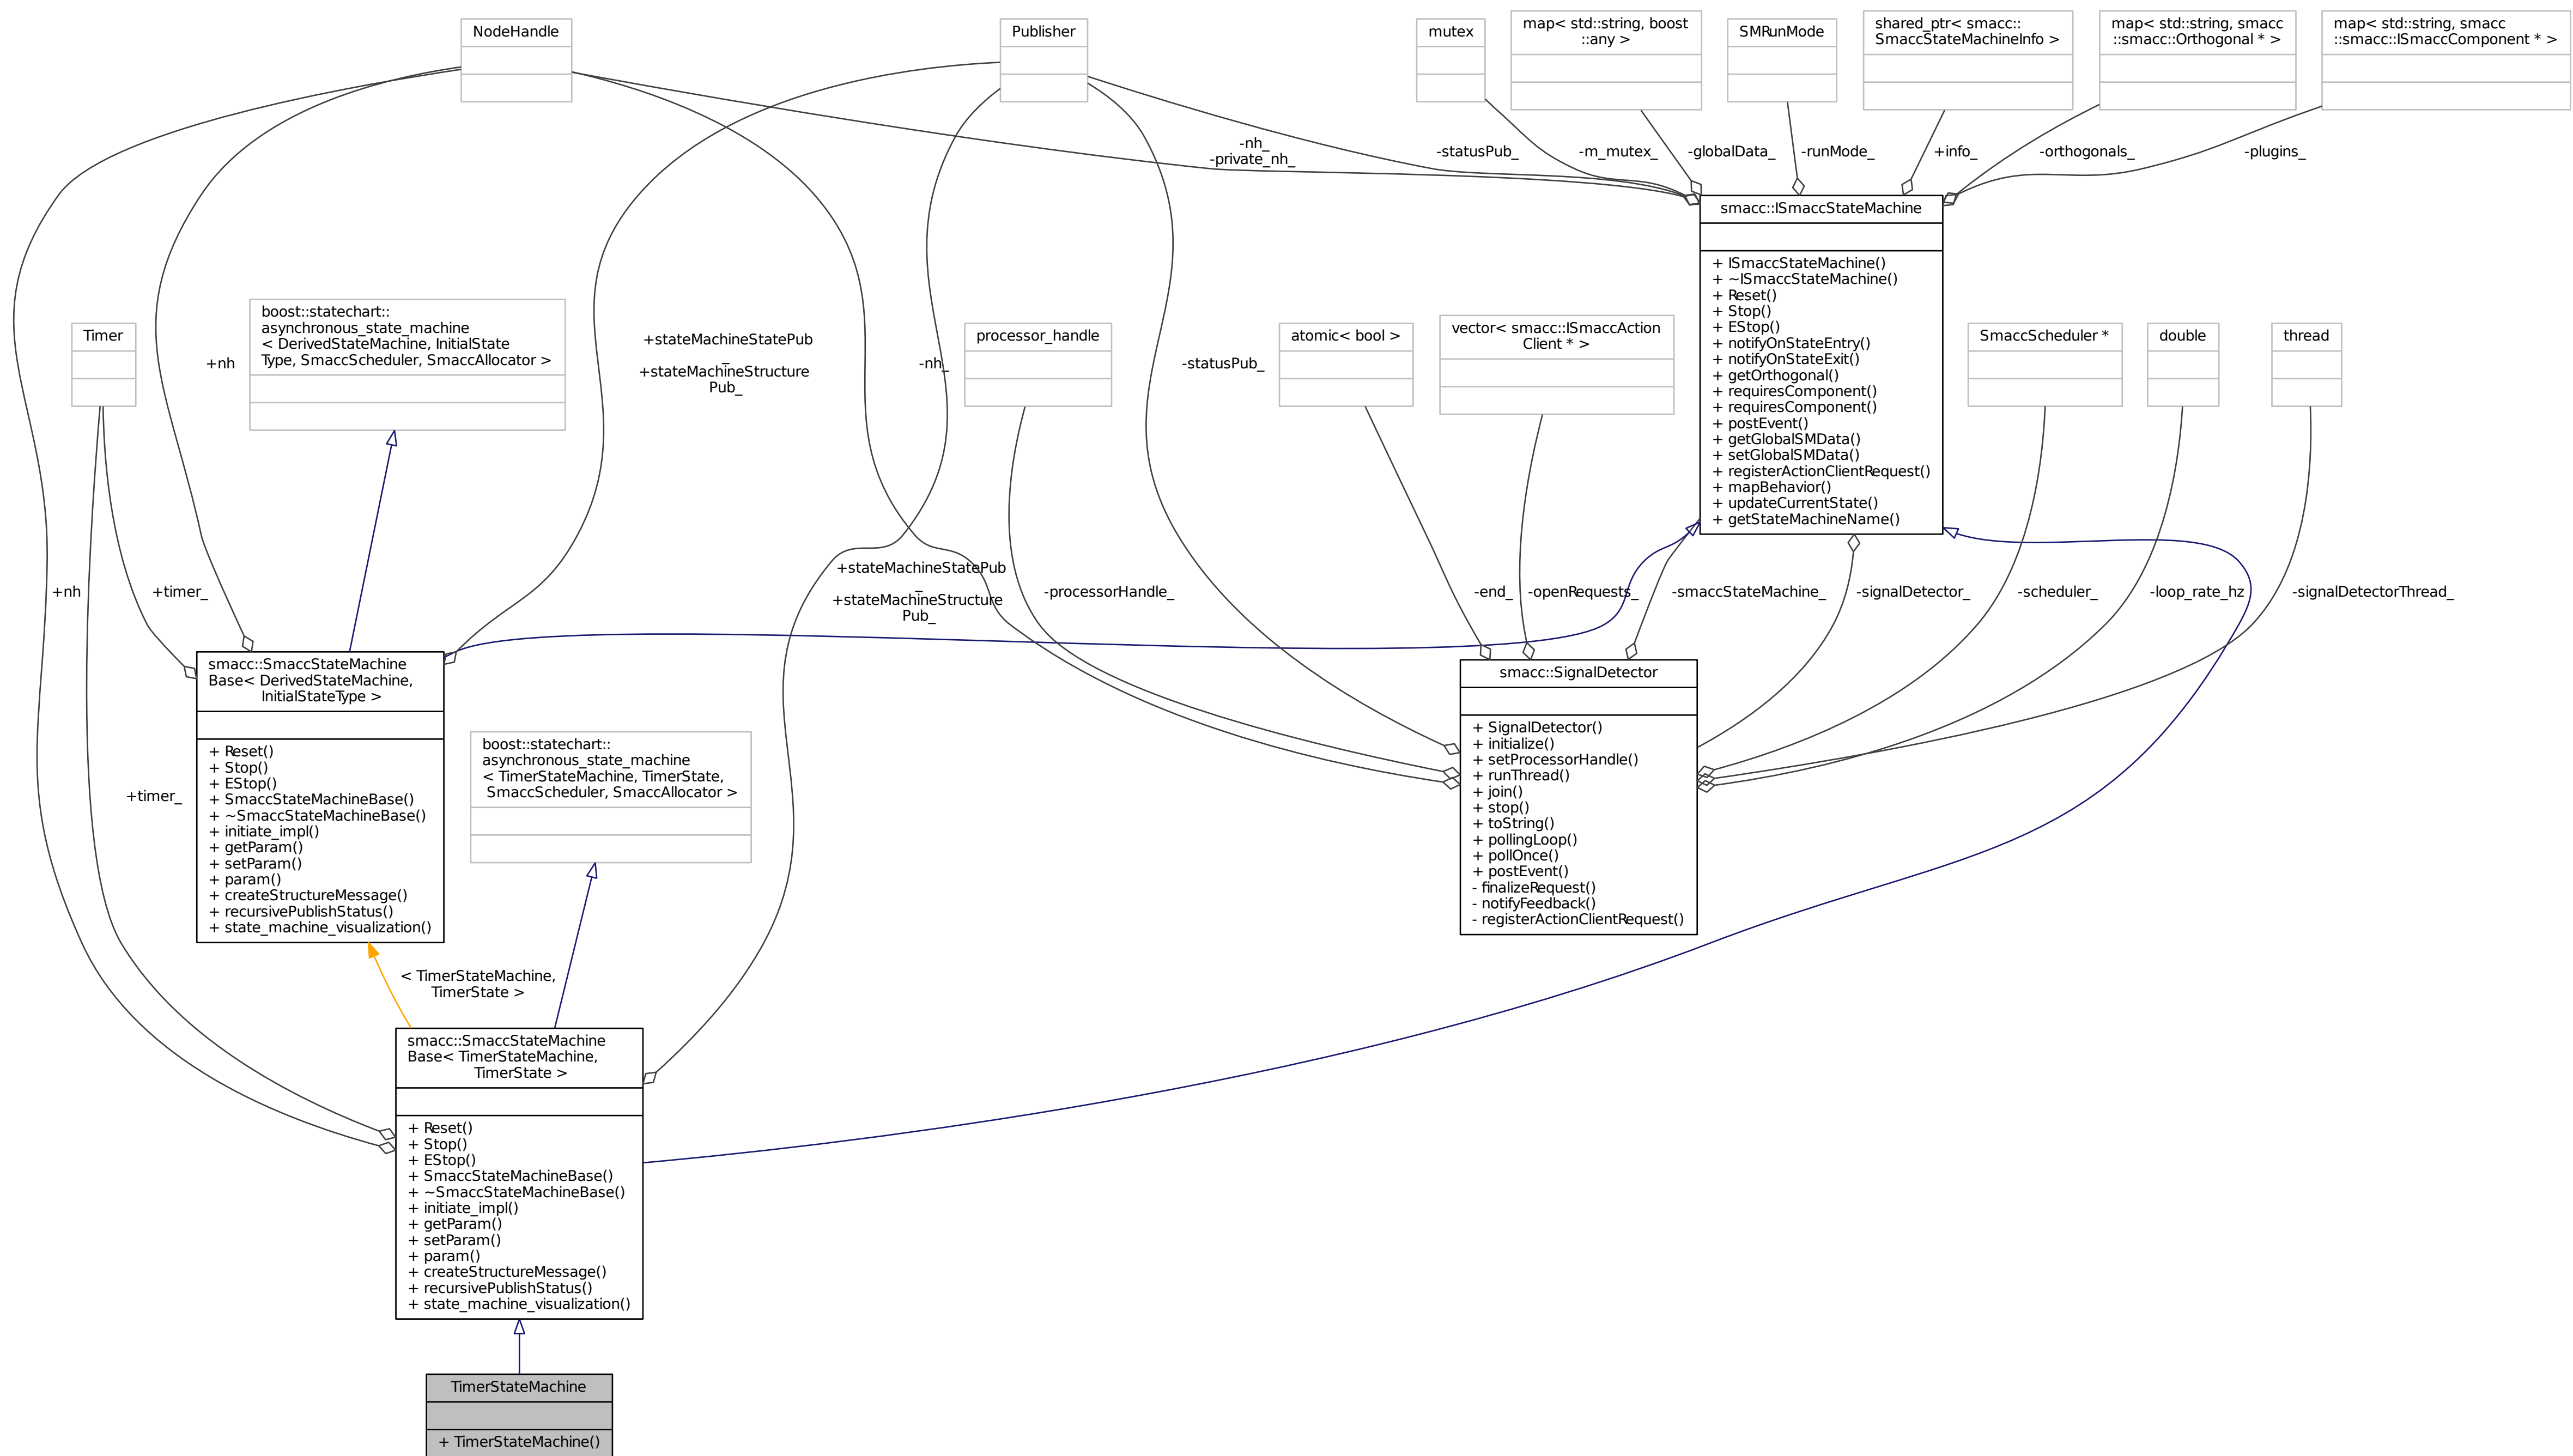 NodeHandle
Publisher
mutex
map< std::string, boost
::any >
SMRunMode
shared_ptr< smacc::
SmaccStateMachineInfo >
map< std::string, smacc
::smacc::Orthogonal * >
map< std::string, smacc
::smacc::ISmaccComponent * >
-nh_
-private_nh_
-statusPub_
-m_mutex_
-globalData_
-runMode_
+info_
-orthogonals_
-plugins_
smacc::ISmaccStateMachine
+ ISmaccStateMachine()
+ ~ISmaccStateMachine()
+ Reset()
+ Stop()
+ EStop()
+ notifyOnStateEntry()
+ notifyOnStateExit()
+ getOrthogonal()
+ requiresComponent()
+ requiresComponent()
+ postEvent()
+ getGlobalSMData()
+ setGlobalSMData()
+ registerActionClientRequest()
+ mapBehavior()
+ updateCurrentState()
+ getStateMachineName()
Timer
+nh
boost::statechart::
asynchronous_state_machine
< DerivedStateMachine, InitialState
Type, SmaccScheduler, SmaccAllocator >
+stateMachineStatePub
_
+stateMachineStructure
Pub_
-nh_
processor_handle
-statusPub_
atomic< bool >
vector< smacc::ISmaccAction
Client * >
SmaccScheduler *
double
thread
+nh
+timer_
+stateMachineStatePub
_
+stateMachineStructure
Pub_
-processorHandle_
-end_
-openRequests_
-smaccStateMachine_
-signalDetector_
-scheduler_
-loop_rate_hz
-signalDetectorThread_
smacc::SmaccStateMachine
Base< DerivedStateMachine,
InitialStateType >
+ Reset()
+ Stop()
+ EStop()
+ SmaccStateMachineBase()
+ ~SmaccStateMachineBase()
+ initiate_impl()
+ getParam()
+ setParam()
+ param()
+ createStructureMessage()
+ recursivePublishStatus()
+ state_machine_visualization()
smacc::SignalDetector
+ SignalDetector()
+ initialize()
+ setProcessorHandle()
+ runThread()
+ join()
+ stop()
+ toString()
+ pollingLoop()
+ pollOnce()
+ postEvent()
- finalizeRequest()
- notifyFeedback()
- registerActionClientRequest()
+timer_
boost::statechart::
asynchronous_state_machine
< TimerStateMachine, TimerState,
SmaccScheduler, SmaccAllocator >
< TimerStateMachine,
TimerState >
smacc::SmaccStateMachine
Base< TimerStateMachine,
TimerState >
+ Reset()
+ Stop()
+ EStop()
+ SmaccStateMachineBase()
+ ~SmaccStateMachineBase()
+ initiate_impl()
+ getParam()
+ setParam()
+ param()
+ createStructureMessage()
+ recursivePublishStatus()
+ state_machine_visualization()
TimerStateMachine
+ TimerStateMachine()